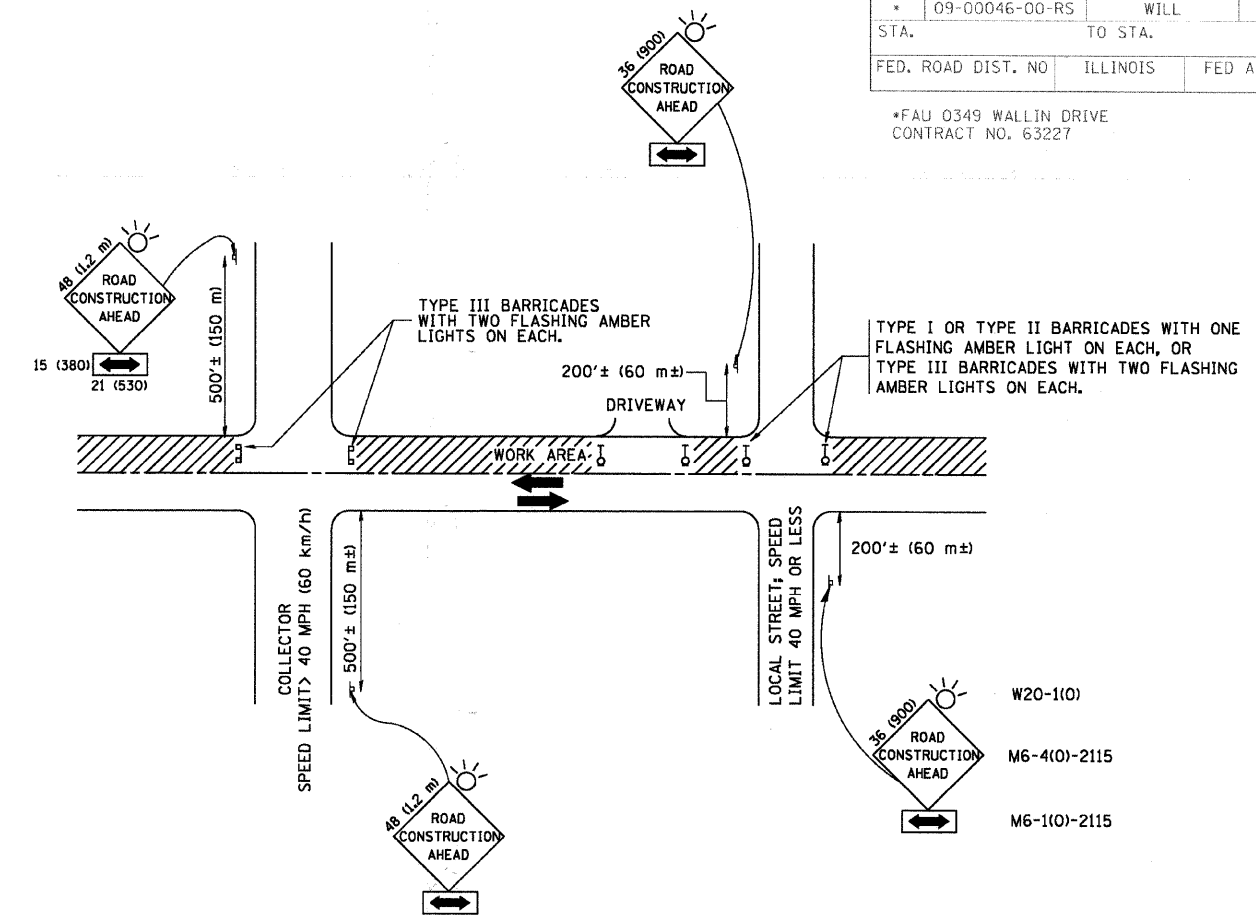 * 09-00046-00-RS WILL
STA. TO STA.
FED. ROAD DIST. NO ILLINOIS FED A
*FAU 0349 WALLIN DRIVE
CONTRACT NO. 63227
36 (900)
ROAD
CONSTRUCTION
AHEAD
48 (1.2 m)
ROAD
CONSTRUCTION
AHEAD
15 (380)
21 (530)
500'± (150 m)
TYPE III BARRICADES
WITH TWO FLASHING AMBER
LIGHTS ON EACH.
200'± (60 m±)
DRIVEWAY
TYPE I OR TYPE II BARRICADES WITH ONE
FLASHING AMBER LIGHT ON EACH, OR
TYPE III BARRICADES WITH TWO FLASHING
AMBER LIGHTS ON EACH.
WORK AREA
COLLECTOR
SPEED LIMIT> 40 MPH (60 km/h)
500'± (150 m±)
LOCAL STREET; SPEED
LIMIT 40 MPH OR LESS
200'± (60 m±)
48 (1.2 m)
ROAD
CONSTRUCTION
AHEAD
36 (900)
ROAD
CONSTRUCTION
AHEAD
W20-1(O)
M6-4(O)-2115
M6-1(O)-2115